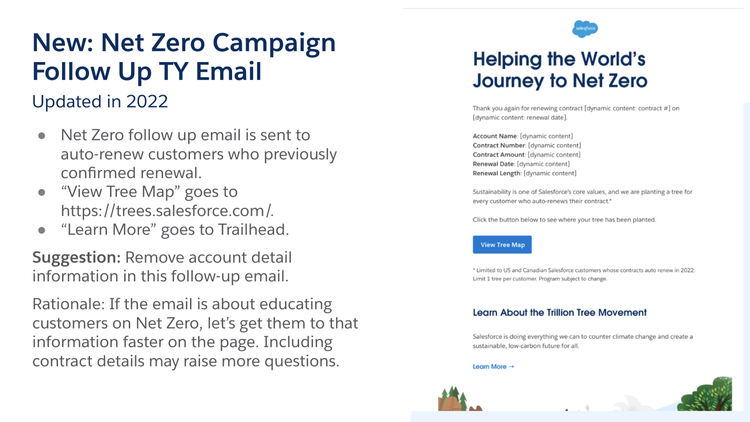 New: Net Zero Campaign
Follow Up TY Email
Updated in 2022
● Net Zero follow up email is sent to
auto-renew customers who previously
confirmed renewal.
● “View Tree Map” goes to
https://trees.salesforce.com/.
● “Learn More” goes to Trailhead.
Suggestion: Remove account detail
information in this follow-up email.
Rationale: If the email is about educating
customers on Net Zero, let’s get them to that
information faster on the page. Including
contract details may raise more questions.
salesforce
Helping the World’s
Journey to Net Zero
Thank you again for renewing contract [dynamic content: contract #] on
[dynamic content: renewal date].
Account Name: [dynamic content]
Contract Number: [dynamic content]
Contract Amount: [dynamic content]
Renewal Date: [dynamic content]
Renewal Length: [dynamic content]
Sustainability is one of Salesforce’s core values, and we are planting a tree for
every customer who auto-renews their contract.*
Click the button below to see where your tree has been planted.
View Tree Map
* Limited to US and Canadian Salesforce customers whose contracts auto renew in 2022.
Limit 1 tree per customer. Program subject to change.
Learn About the Trillion Tree Movement
Salesforce is doing everything we can to counter climate change and create a
sustainable, low-carbon future for all.
Learn More →